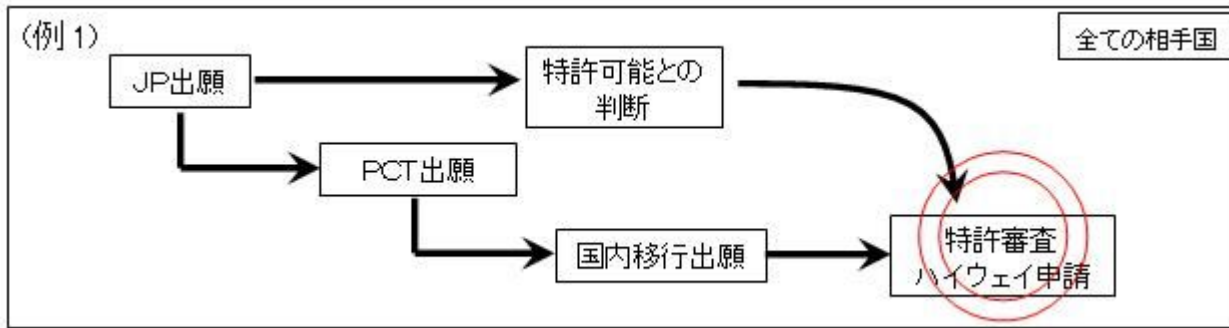 (例1)
全ての相手国
JP出願
特許可能との
判断
PCT出願
国内移行出願
特許審査
ハイウェイ申請